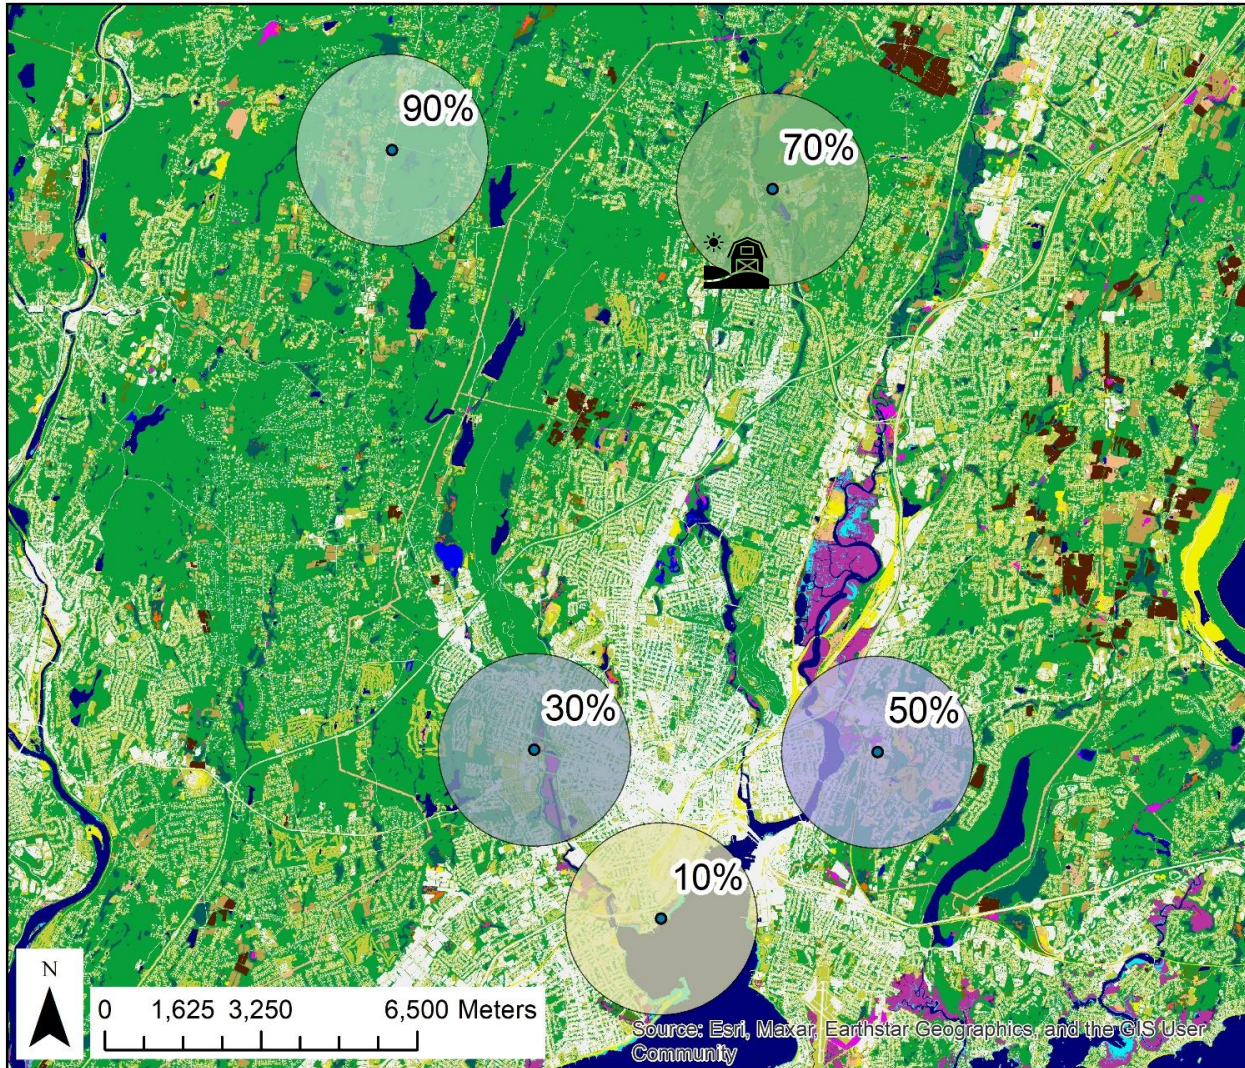 90%
70%
30%
50%
10%
N
0 1,625 3,250 6,500 Meters
Source: Esri, Maxar, Earthstar Geographics, and the GIS User
Community